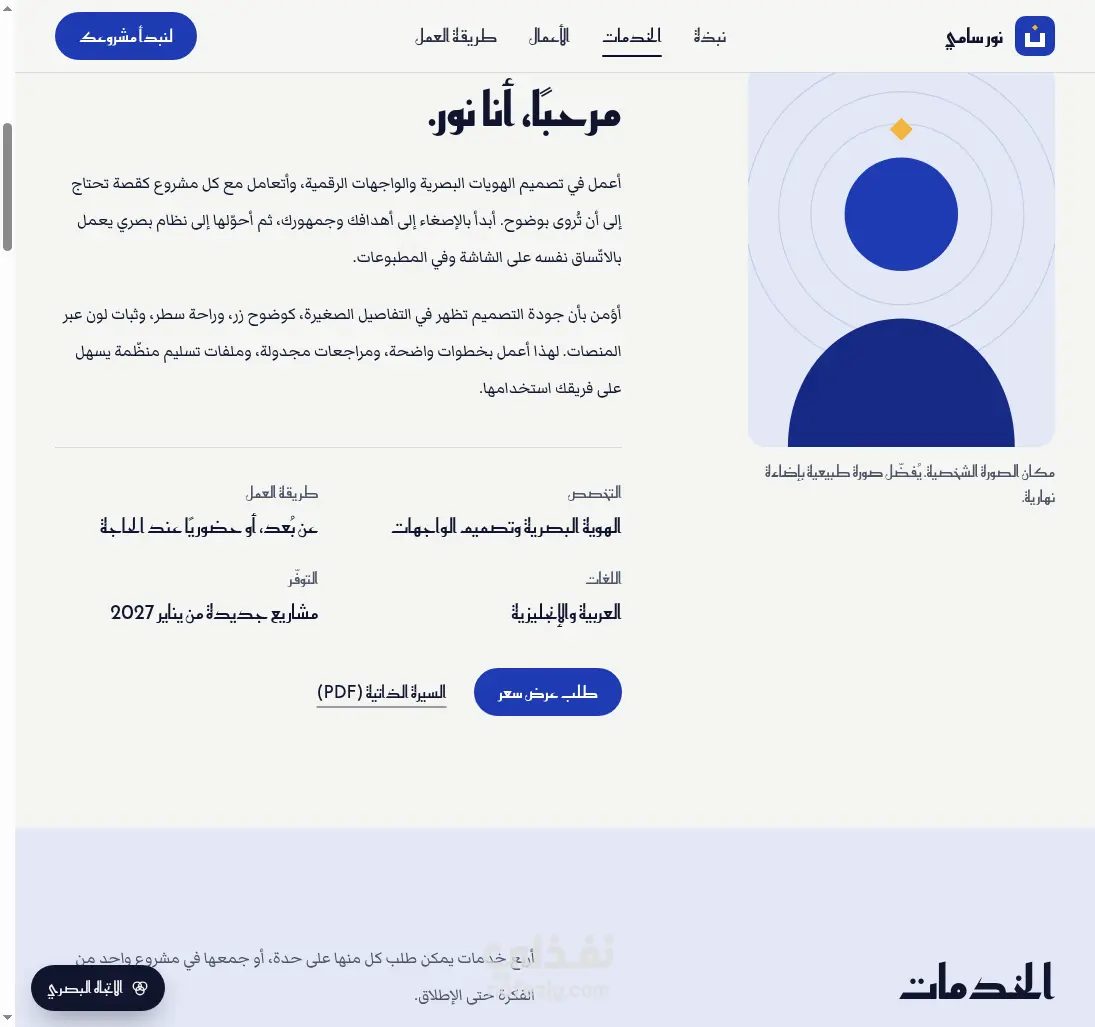 نور سامي
نبذة
الخدمات
الأعمال
طريقة العمل
لنبدأ مشروعك
مرحبًا، أنا نور.
أعمل في تصميم الهويات البصرية والواجهات الرقمية، وأتعامل مع كل مشروع كقصة تحتاج
إلى أن تُروى بوضوح. أبدأ بالإصغاء إلى أهدافك وجمهورك، ثم أحوّلها إلى نظام بصري يعمل
بالاتّساق نفسه على الشاشة وفي المطبوعات.
أؤمن بأن جودة التصميم تظهر في التفاصيل الصغيرة، كوضوح زر، وراحة سطر، وثبات لون عبر
المنصات. لهذا أعمل بخطوات واضحة، ومراجعات مجدولة، وملفات تسليم منظّمة يسهل
على فريقك استخدامها.
مكان الصورة الشخصية. يُفضّل صورة طبيعية بإضاءة
نهارية.
التخصص
الهوية البصرية وتصميم الواجهات
طريقة العمل
عن بُعد، أو حضوريًا عند الحاجة
اللغات
العربية والإنجليزية
التوفّر
مشاريع جديدة من يناير 2027
طلب عرض سعر
السيرة الذاتية (PDF)
الخدمات
أربع خدمات يمكن طلب كل منها على حدة، أو جمعها في مشروع واحد من
الفكرة حتى الإطلاق.
الاتجاه البصري